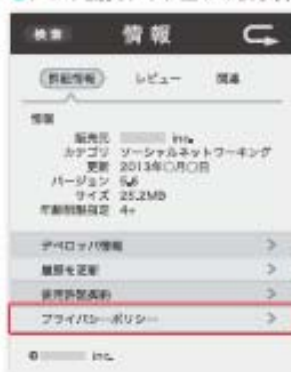 検索 情報
詳細情報 レビュー 関連
情報
販売元 inc.
カテゴリ ソーシャルネットワーキング
更新 2013年○月○日
バージョン 5.6
サイズ 25.2MB
年齢制限指定 4+
デベロッパ情報
履歴を更新
使用許諾契約
プライバシーポリシー
© inc.